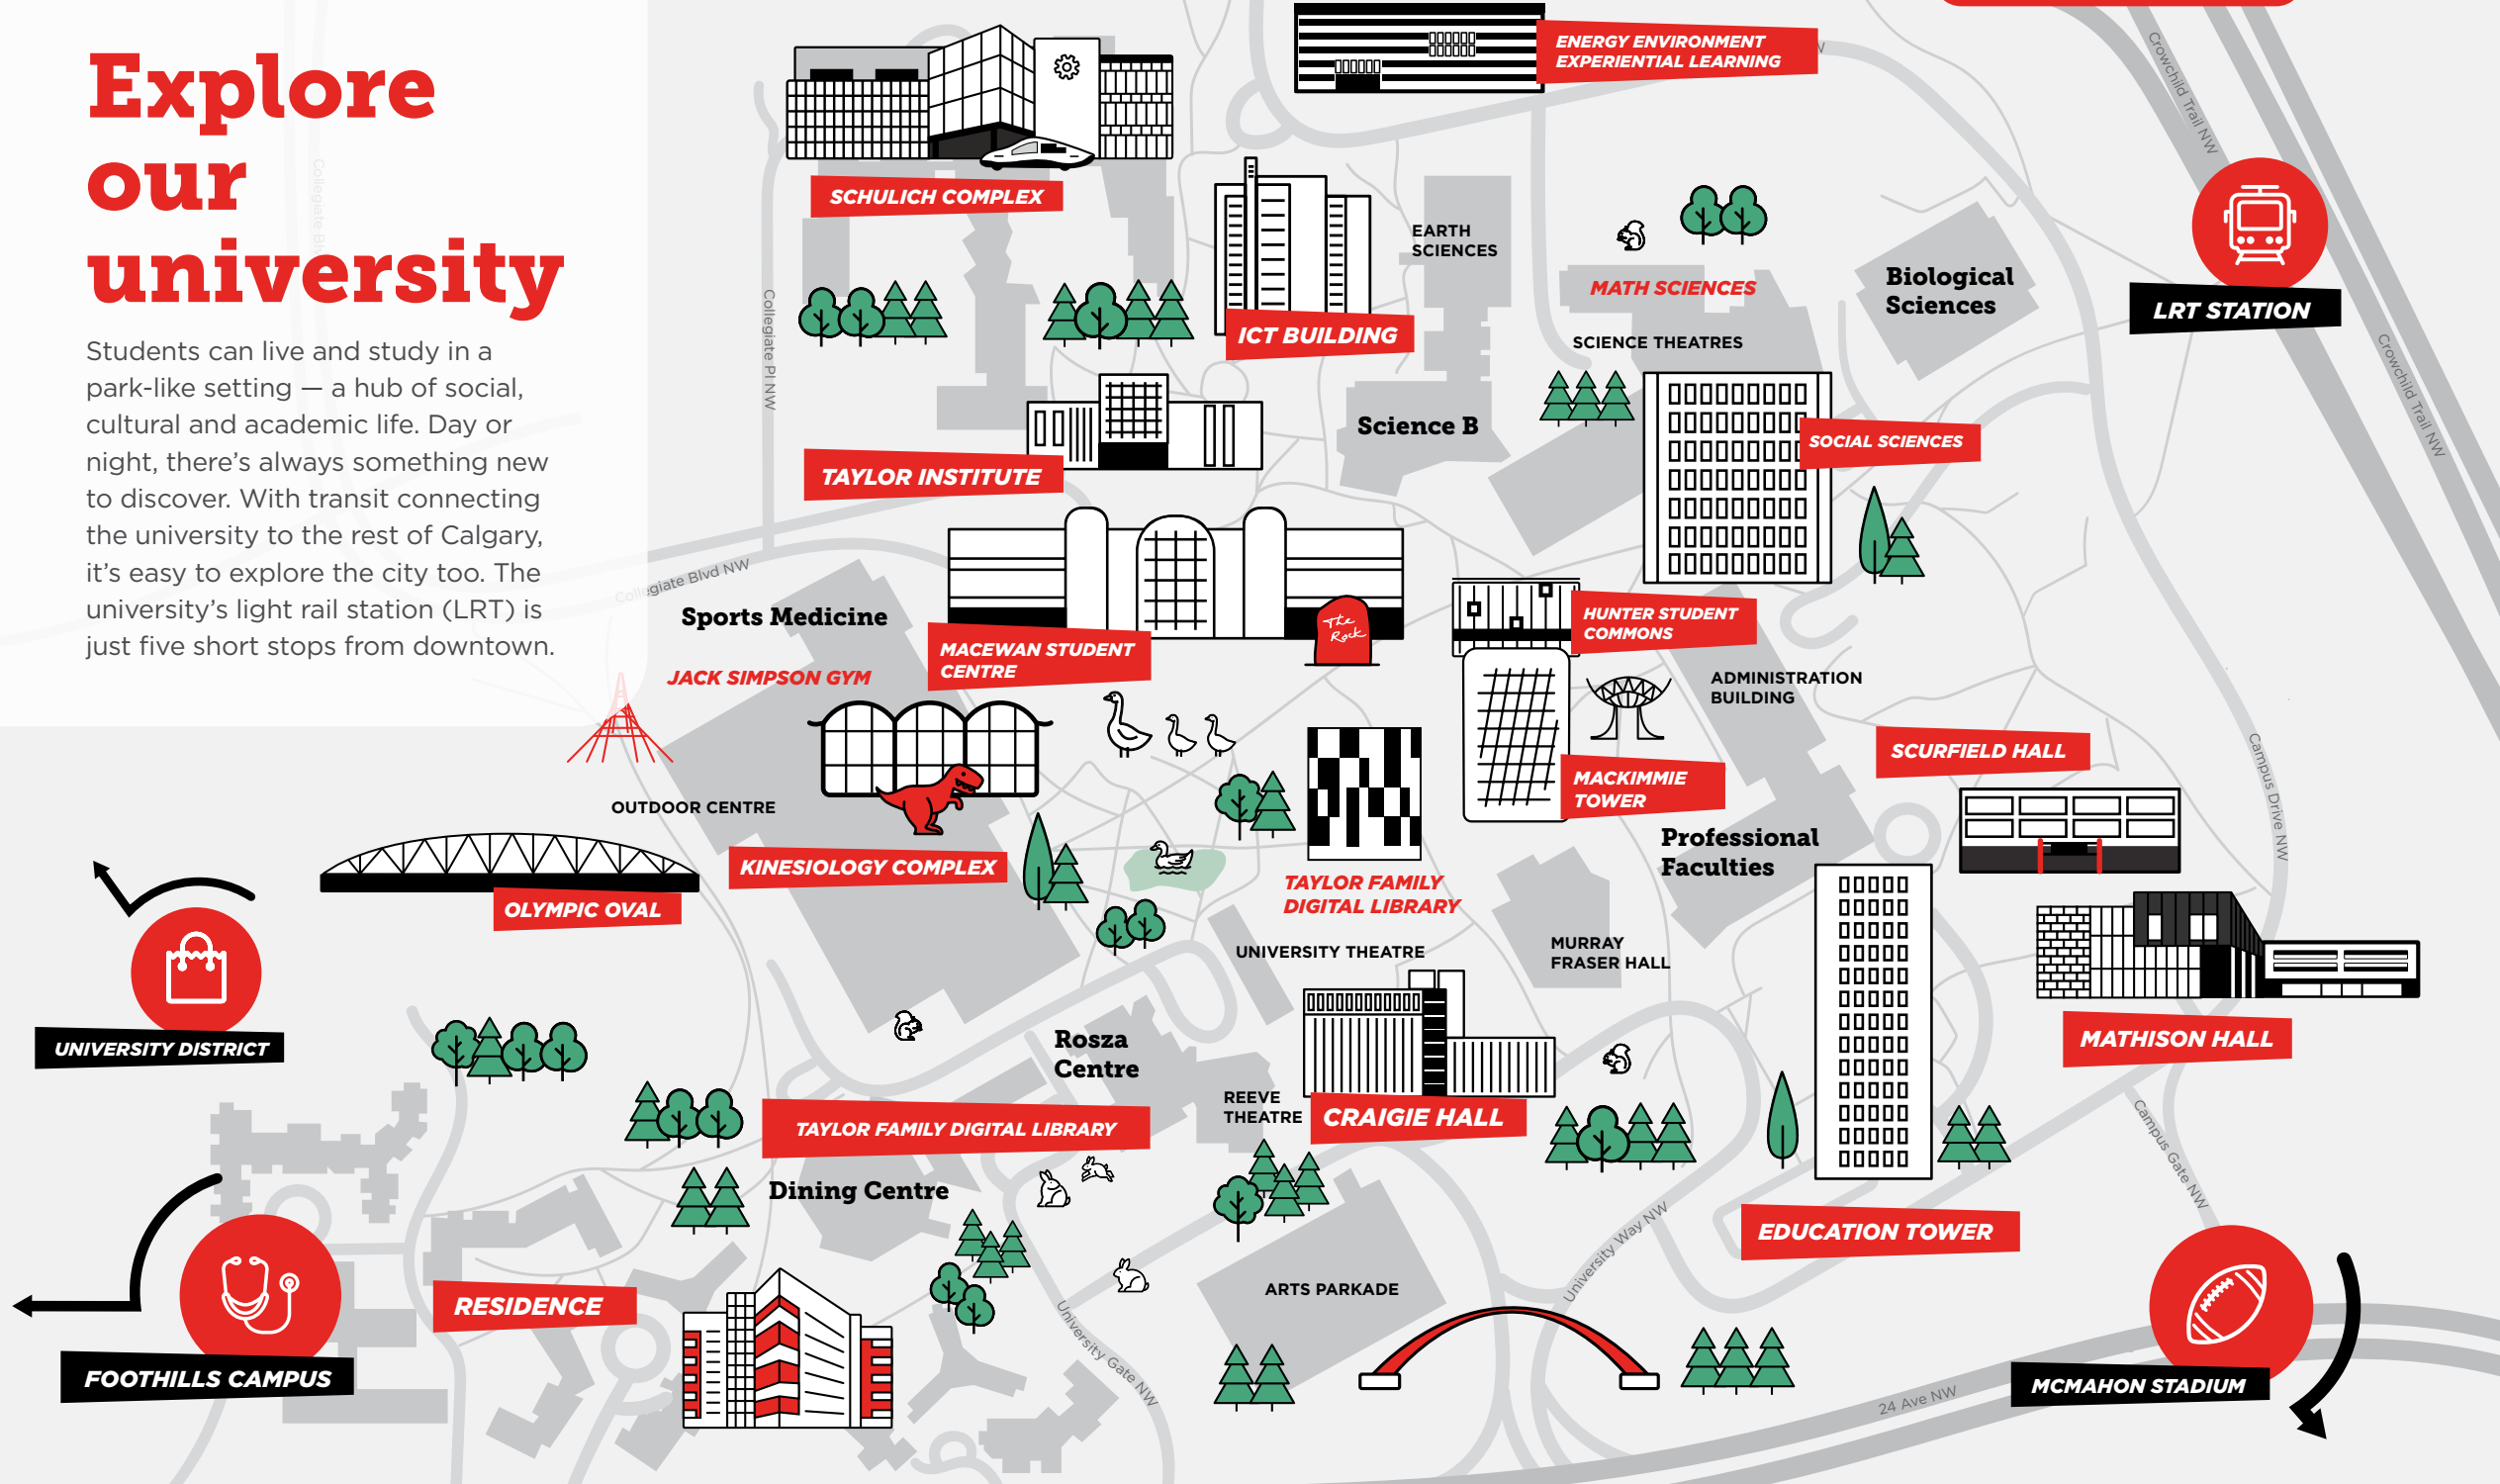 Explore
our
university
Students can live and study in a
park-like setting — a hub of social,
cultural and academic life. Day or
night, there’s always something new
to discover. With transit connecting
the university to the rest of Calgary,
it’s easy to explore the city too. The
university’s light rail station (LRT) is
just five short stops from downtown.
ENERGY ENVIRONMENT
EXPERIENTIAL LEARNING
Crowchild Trail NW
SCHULICH COMPLEX
EARTH
SCIENCES
MATH SCIENCES
Biological
Sciences
LRT STATION
ICT BUILDING
SCIENCE THEATRES
Collegiate Pl NW
Crowchild Trail NW
Science B
SOCIAL SCIENCES
TAYLOR INSTITUTE
Collegiate Blvd NW
Sports Medicine
The
Rock
HUNTER STUDENT
COMMONS
MACEWAN STUDENT
CENTRE
JACK SIMPSON GYM
ADMINISTRATION
BUILDING
SCURFIELD HALL
Campus Drive NW
MACKIMMIE
TOWER
OUTDOOR CENTRE
Professional
Faculties
KINESIOLOGY COMPLEX
TAYLOR FAMILY
DIGITAL LIBRARY
OLYMPIC OVAL
UNIVERSITY THEATRE
MURRAY
FRASER HALL
UNIVERSITY DISTRICT
Rosza
Centre
MATHISON HALL
REEVE
THEATRE
CRAIGIE HALL
TAYLOR FAMILY DIGITAL LIBRARY
Campus Gate NW
Dining Centre
University Way NW
EDUCATION TOWER
ARTS PARKADE
RESIDENCE
University Gate NW
FOOTHILLS CAMPUS
MCMAHON STADIUM
24 Ave NW